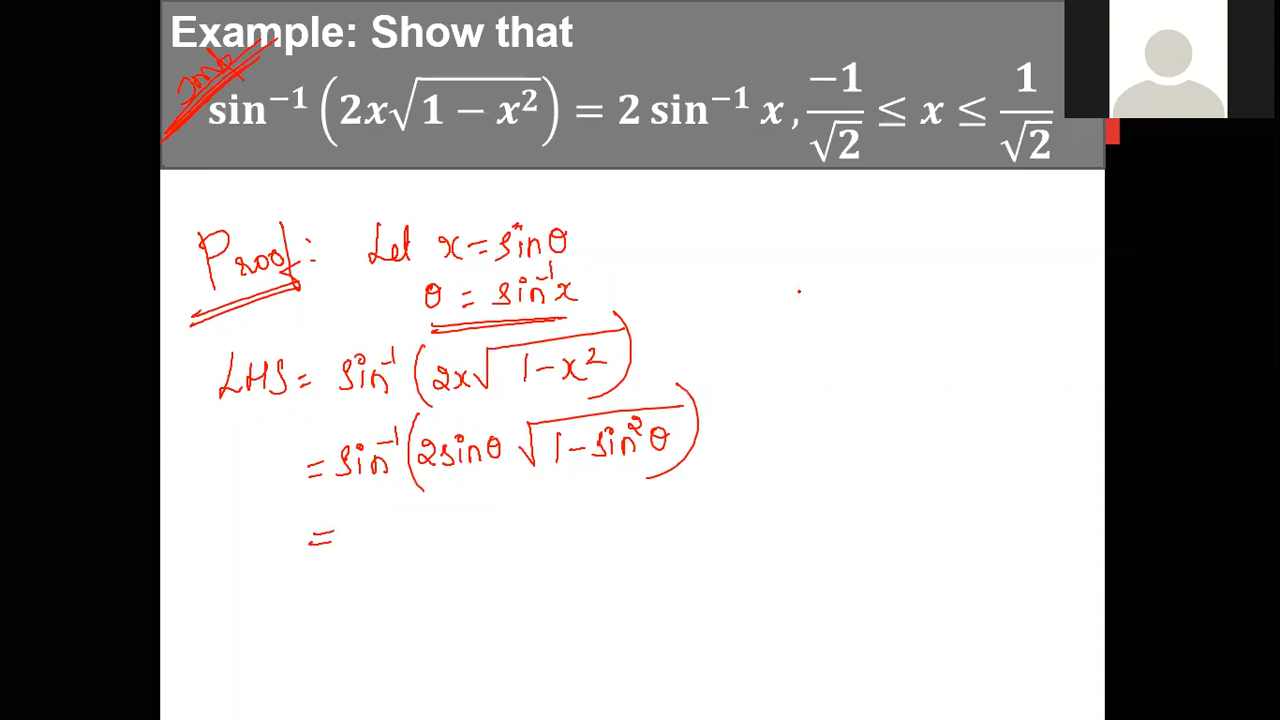 Example: Show that
sin⁻¹ (2x√(1 − x²)) = 2 sin⁻¹ x, −1/√2 ≤ x ≤ 1/√2
Proof: Let x = sinθ
θ = sin⁻¹x
LHS = sin⁻¹ (2x√(1−x²))
= sin⁻¹ (2sinθ √(1−sin²θ))
=